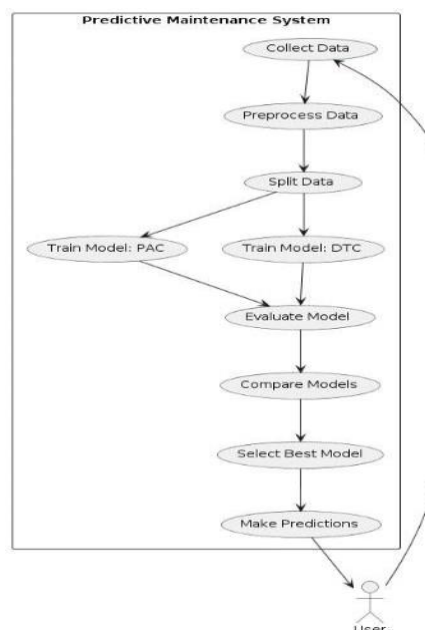 Predictive Maintenance System
Collect Data
Preprocess Data
Split Data
Train Model: PAC
Train Model: DTC
Evaluate Model
Compare Models
Select Best Model
Make Predictions
User